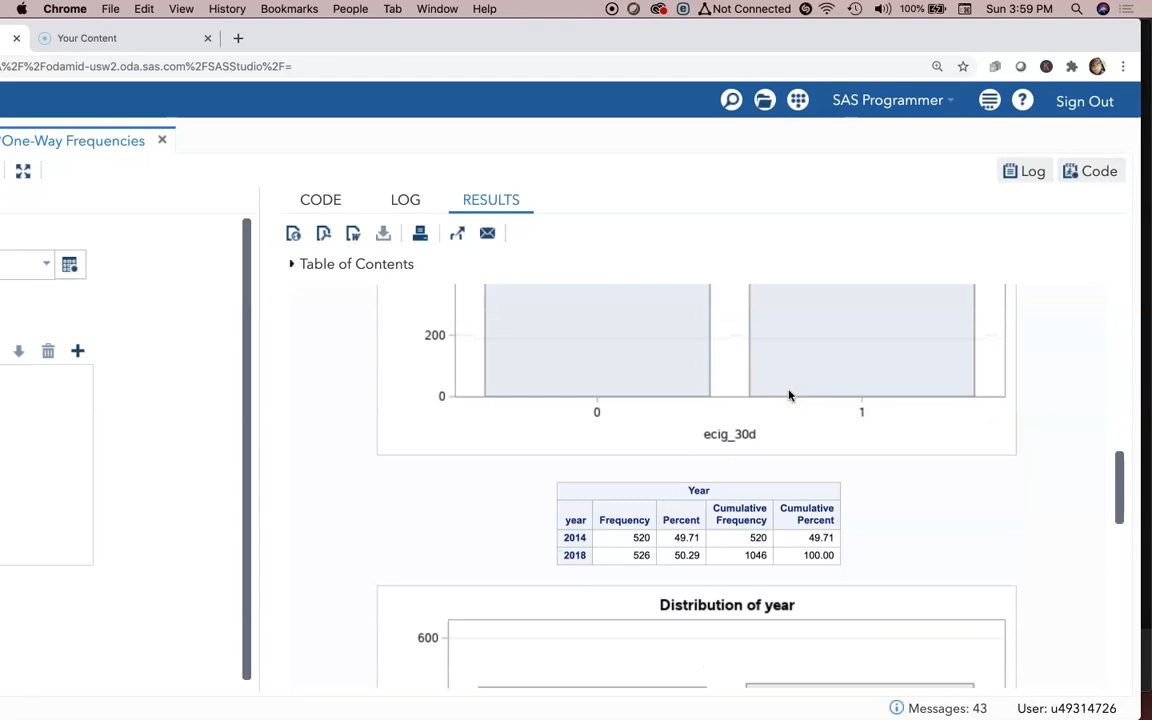 Chrome File Edit View History Bookmarks People Tab Window Help Not Connected 100% Sun 3:59 PM
Your Content
%2F%2Fodamid-usw2.oda.sas.com%2FSASStudio%2F=
SAS Programmer Sign Out
*One-Way Frequencies
Log Code
CODE LOG RESULTS
Table of Contents
200
0
0 1
ecig_30d
Year
year Frequency Percent Cumulative Frequency Cumulative Percent
2014 520 49.71 520 49.71
2018 526 50.29 1046 100.00
Distribution of year
600
Messages: 43 User: u49314726